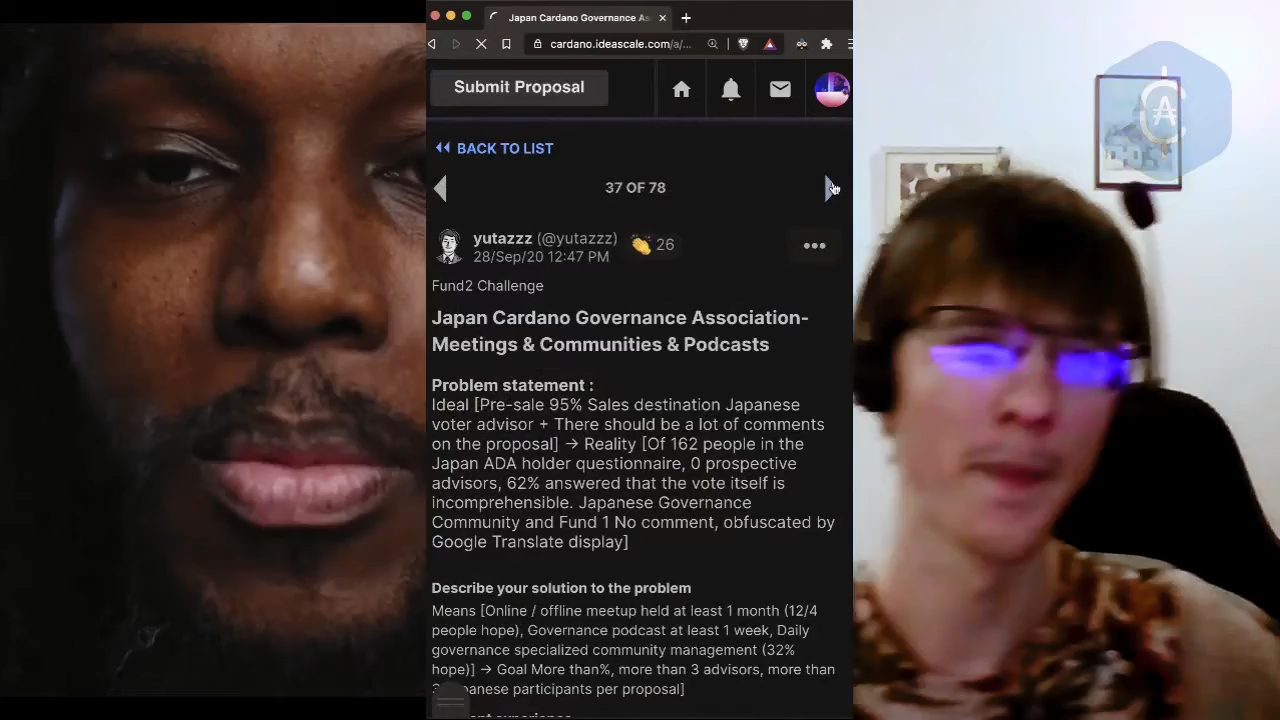 Japan Cardano Governance As
cardano.ideascale.com/a/...
Submit Proposal
BACK TO LIST
37 OF 78
yutazzz (@yutazzz) 26
28/Sep/20 12:47 PM
Fund2 Challenge
Japan Cardano Governance Association-
Meetings & Communities & Podcasts
Problem statement :
Ideal [Pre-sale 95% Sales destination Japanese
voter advisor + There should be a lot of comments
on the proposal] → Reality [Of 162 people in the
Japan ADA holder questionnaire, 0 prospective
advisors, 62% answered that the vote itself is
incomprehensible. Japanese Governance
Community and Fund 1 No comment, obfuscated by
Google Translate display]
Describe your solution to the problem
Means [Online / offline meetup held at least 1 month (12/4
people hope), Governance podcast at least 1 week, Daily
governance specialized community management (32%
hope)] → Goal More than%, more than 3 advisors, more than
participants per proposal]